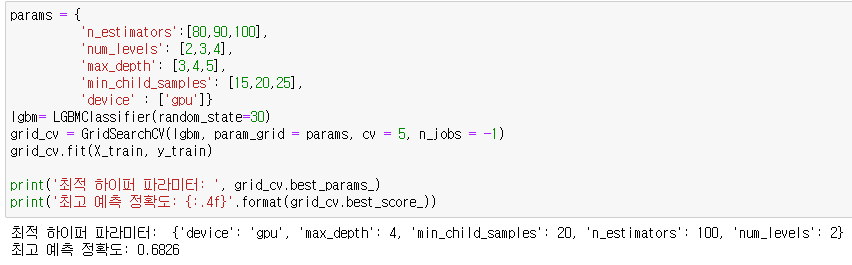 params = {
'n_estimators':[80,90,100],
'num_levels': [2,3,4],
'max_depth': [3,4,5],
'min_child_samples': [15,20,25],
'device' : ['gpu']}
lgbm= LGBMClassifier(random_state=30)
grid_cv = GridSearchCV(lgbm, param_grid = params, cv = 5, n_jobs = -1)
grid_cv.fit(X_train, y_train)
print('최적 하이퍼 파라미터: ', grid_cv.best_params_)
print('최고 예측 정확도: {:.4f}'.format(grid_cv.best_score_))
최적 하이퍼 파라미터:  {'device': 'gpu', 'max_depth': 4, 'min_child_samples': 20, 'n_estimators': 100, 'num_levels': 2}
최고 예측 정확도: 0.6826